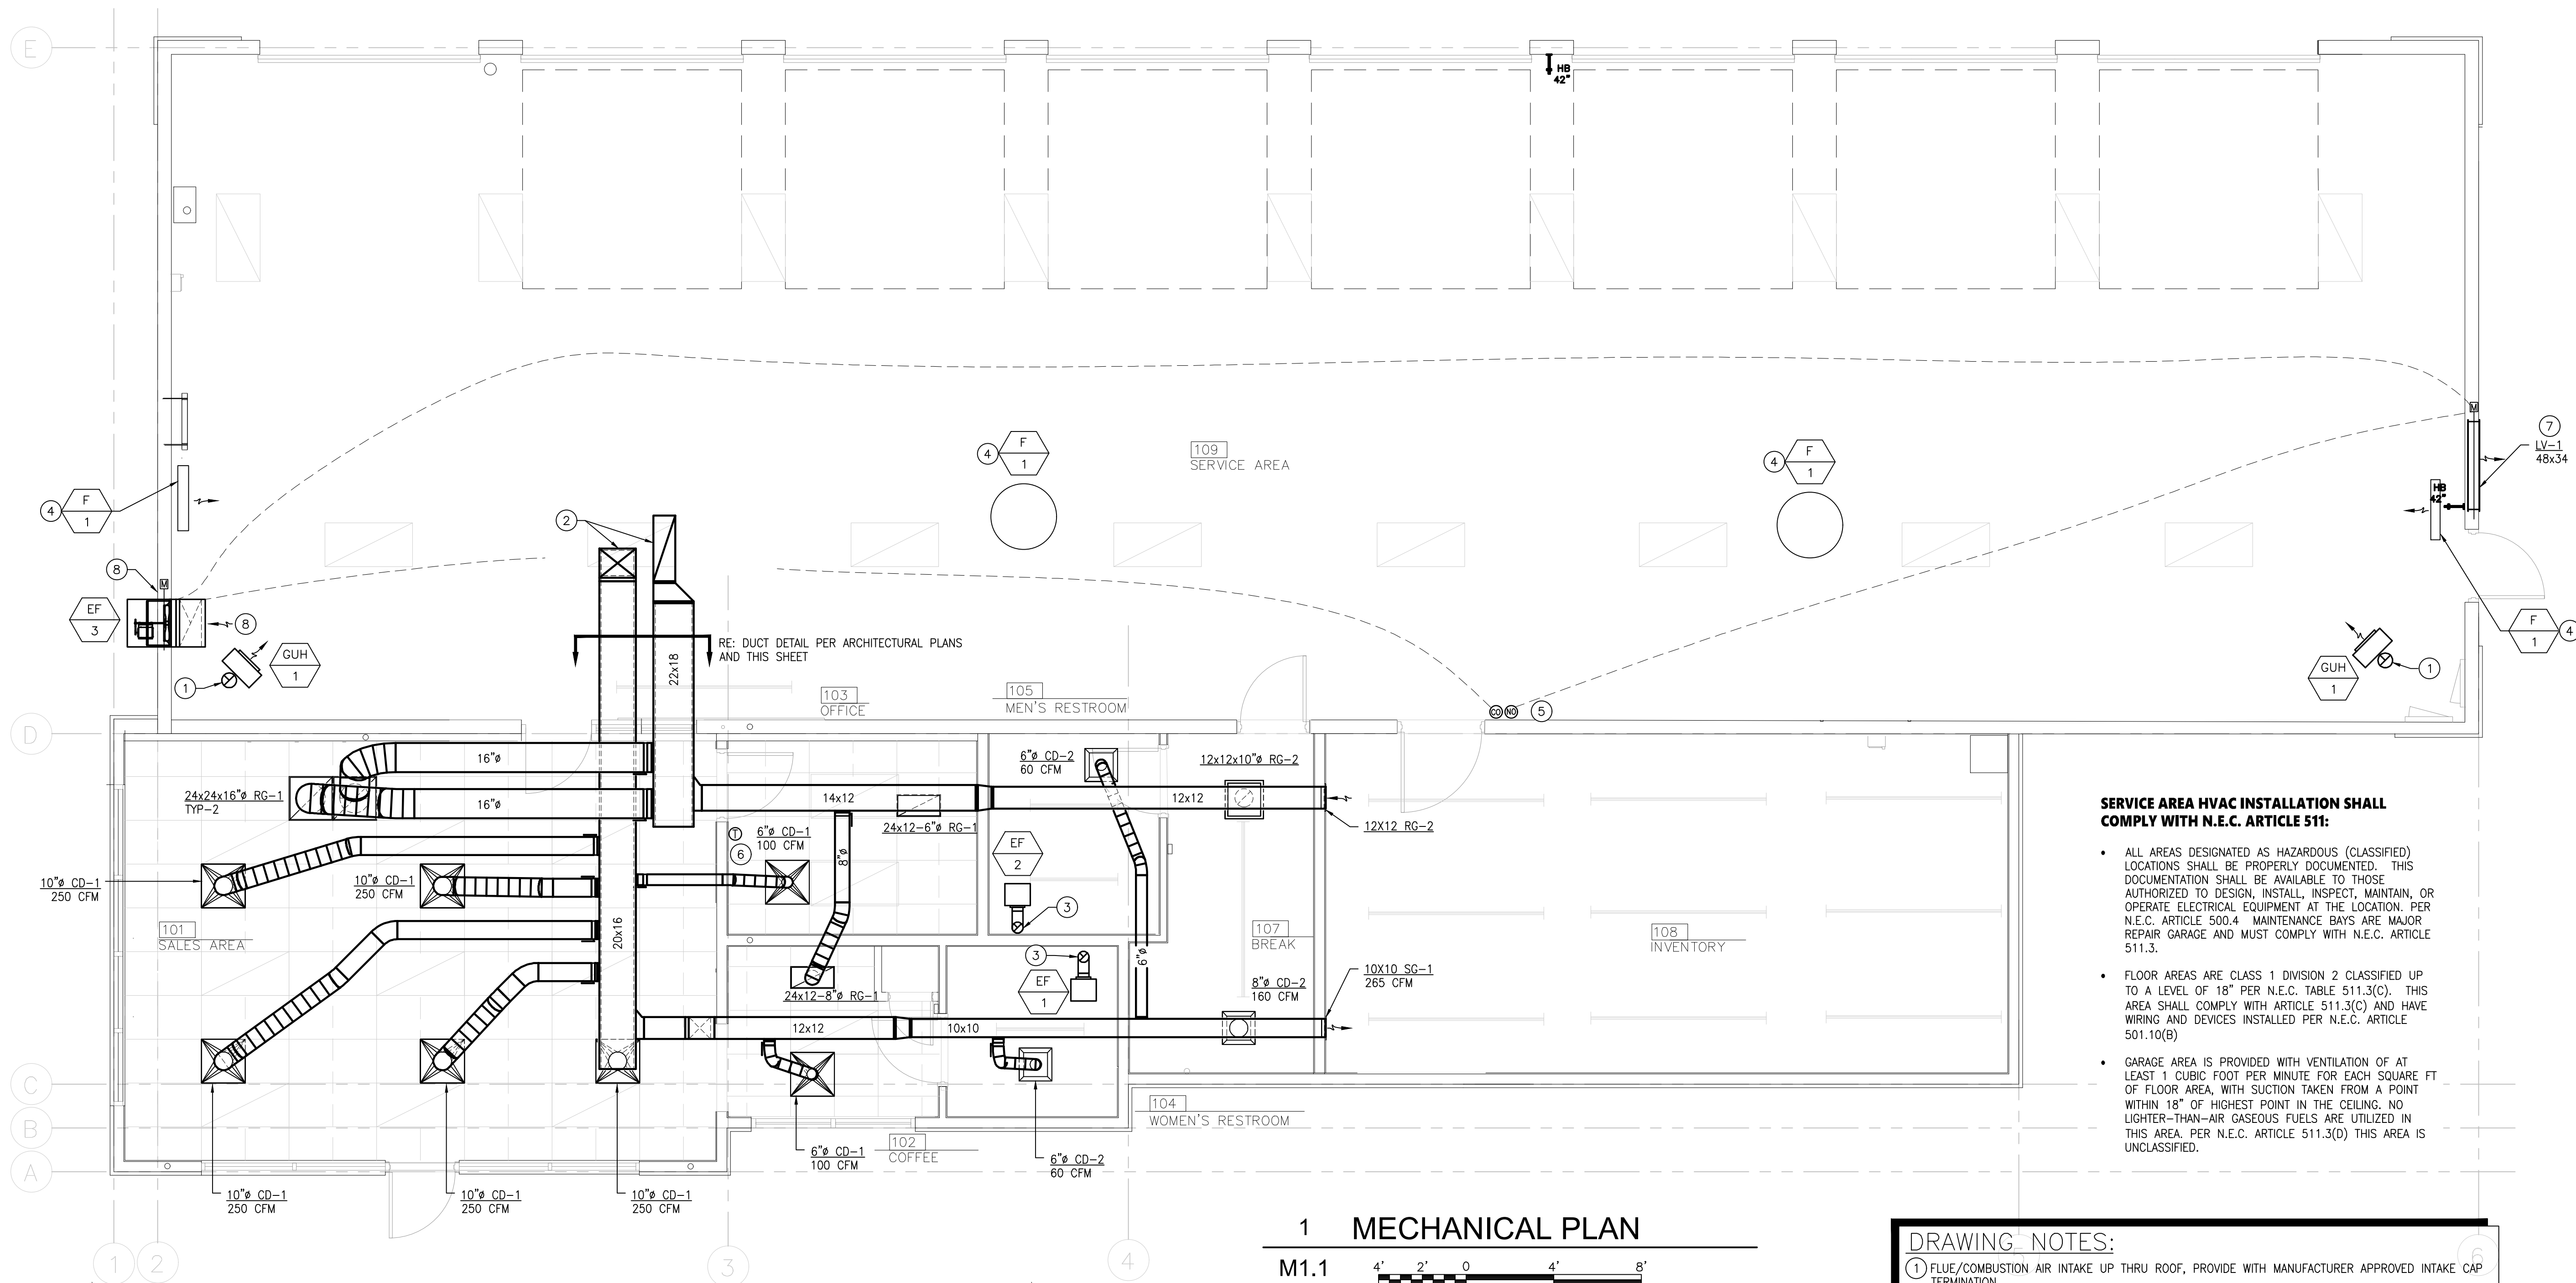 E
HB
42"
109
SERVICE AREA
4
F
1
4
F
1
4
F
1
7
LV-1
48x34
HB
42"
M
2
8
M
EF
3
8
GUH
1
1
RE: DUCT DETAIL PER ARCHITECTURAL PLANS
AND THIS SHEET
22x18
F
1
4
GUH
1
1
103
OFFICE
105
MEN'S RESTROOM
CO
NO
5
D
16"ø
16"ø
24x24x16"ø RG-1
TYP-2
14x12
24x12-6"ø RG-1
6"ø CD-2
60 CFM
12x12x10"ø RG-2
12x12
12X12 RG-2
T
6
6"ø CD-1
100 CFM
8"ø
EF
2
3
10"ø CD-1
250 CFM
10"ø CD-1
250 CFM
101
SALES AREA
20x16
107
BREAK
108
INVENTORY
3
EF
1
6"ø
24x12-8"ø RG-1
8"ø CD-2
160 CFM
10X10 SG-1
265 CFM
12x12
10x10
C
B
A
104
WOMEN'S RESTROOM
102
COFFEE
6"ø CD-1
100 CFM
6"ø CD-2
60 CFM
10"ø CD-1
250 CFM
10"ø CD-1
250 CFM
10"ø CD-1
250 CFM
1
2
3
4
5
6
SERVICE AREA HVAC INSTALLATION SHALL
COMPLY WITH N.E.C. ARTICLE 511:
• ALL AREAS DESIGNATED AS HAZARDOUS (CLASSIFIED)
LOCATIONS SHALL BE PROPERLY DOCUMENTED. THIS
DOCUMENTATION SHALL BE AVAILABLE TO THOSE
AUTHORIZED TO DESIGN, INSTALL, INSPECT, MAINTAIN, OR
OPERATE ELECTRICAL EQUIPMENT AT THE LOCATION. PER
N.E.C. ARTICLE 500.4 MAINTENANCE BAYS ARE MAJOR
REPAIR GARAGE AND MUST COMPLY WITH N.E.C. ARTICLE
511.3.
• FLOOR AREAS ARE CLASS 1 DIVISION 2 CLASSIFIED UP
TO A LEVEL OF 18" PER N.E.C. TABLE 511.3(C). THIS
AREA SHALL COMPLY WITH ARTICLE 511.3(C) AND HAVE
WIRING AND DEVICES INSTALLED PER N.E.C. ARTICLE
501.10(B)
• GARAGE AREA IS PROVIDED WITH VENTILATION OF AT
LEAST 1 CUBIC FOOT PER MINUTE FOR EACH SQUARE FT
OF FLOOR AREA, WITH SUCTION TAKEN FROM A POINT
WITHIN 18" OF HIGHEST POINT IN THE CEILING. NO
LIGHTER-THAN-AIR GASEOUS FUELS ARE UTILIZED IN
THIS AREA. PER N.E.C. ARTICLE 511.3(D) THIS AREA IS
UNCLASSIFIED.
1 MECHANICAL PLAN
M1.1
4' 2' 0 4' 8'
DRAWING NOTES:
1 FLUE/COMBUSTION AIR INTAKE UP THRU ROOF, PROVIDE WITH MANUFACTURER APPROVED INTAKE CAP
TERMINATION